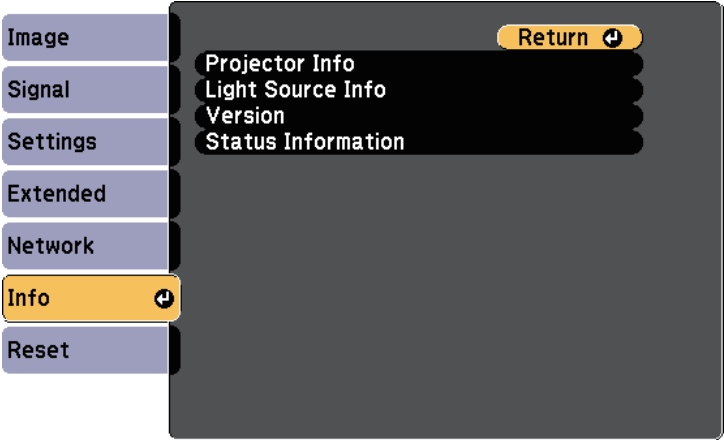 Image
Signal
Settings
Extended
Network
Info
Reset
Return
Projector Info
Light Source Info
Version
Status Information